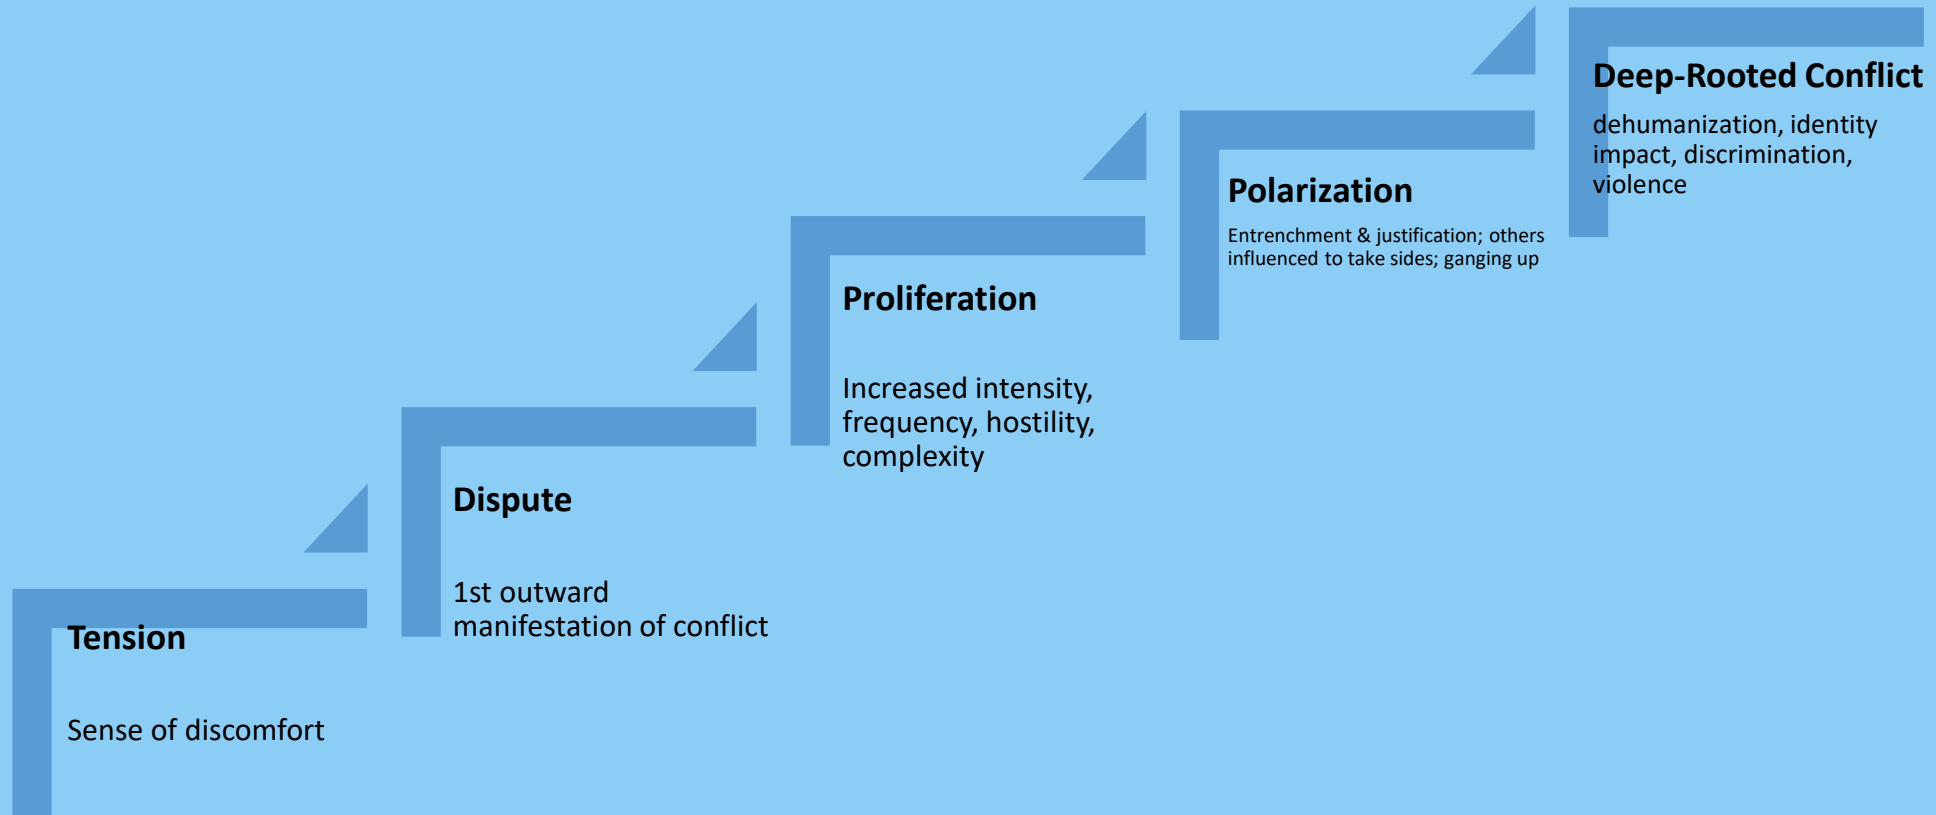 Tension
Sense of discomfort
Dispute
1st outward
manifestation of conflict
Proliferation
Increased intensity,
frequency, hostility,
complexity
Polarization
Entrenchment & justification; others
influenced to take sides; ganging up
Deep-Rooted Conflict
dehumanization, identity
impact, discrimination,
violence